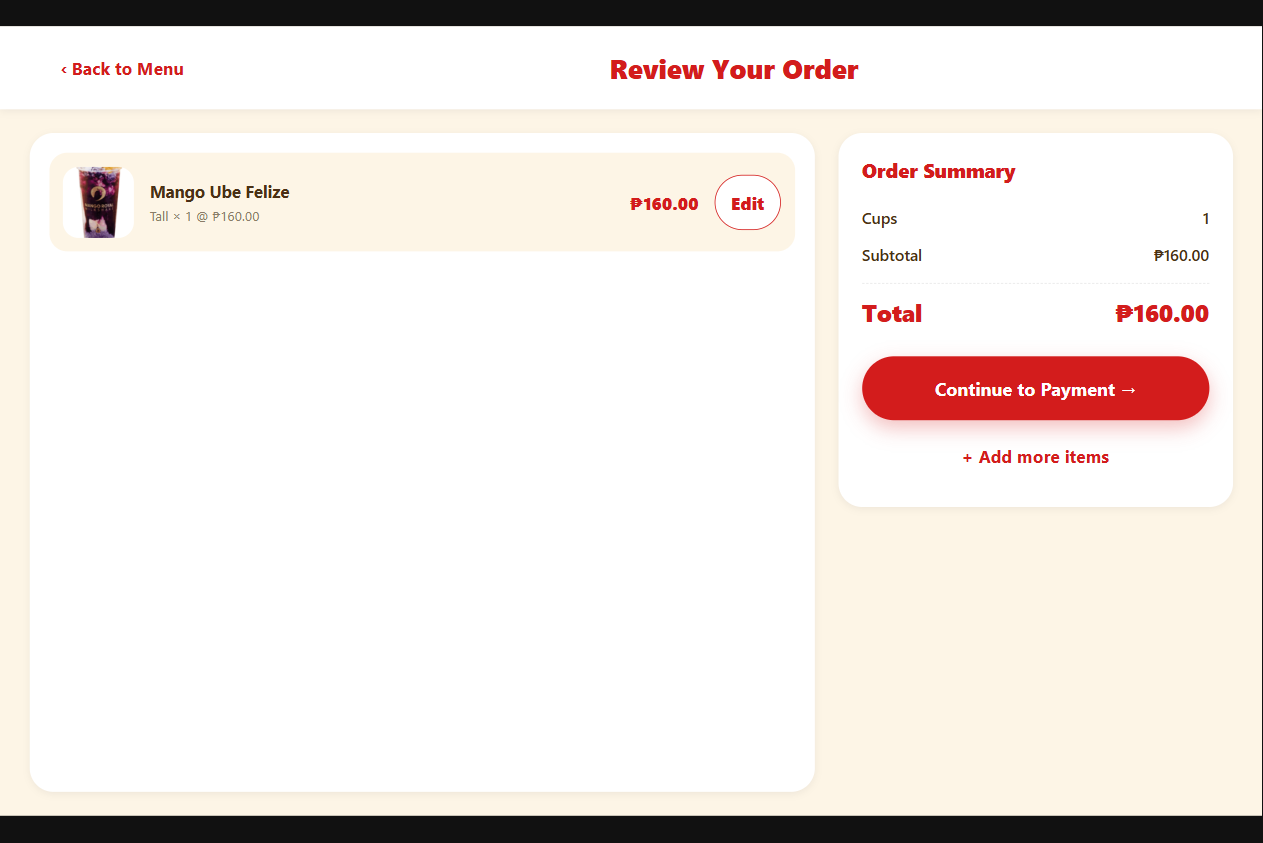 ‹ Back to Menu
Review Your Order
Mango Ube Felize
Tall × 1 @ ₱160.00
₱160.00
Edit
Order Summary
Cups 1
Subtotal ₱160.00
Total ₱160.00
Continue to Payment →
+ Add more items